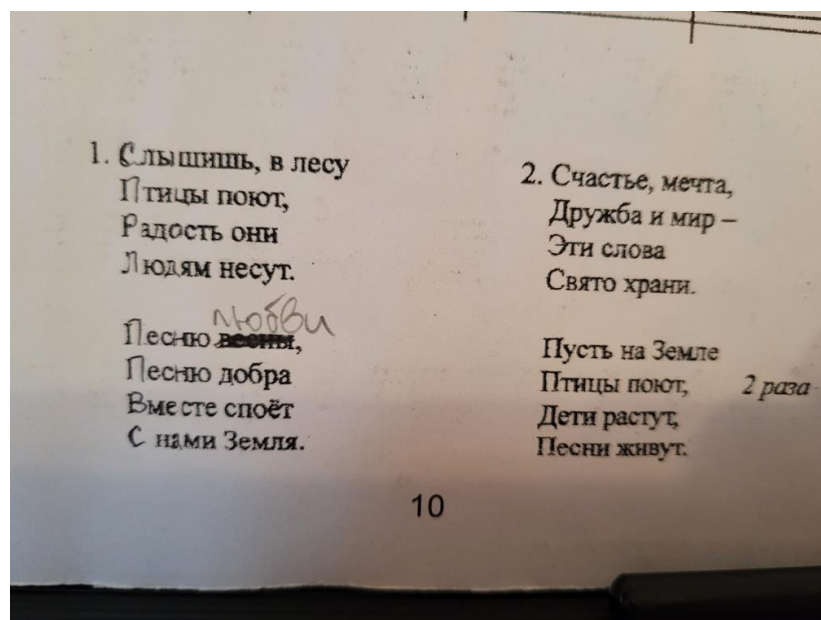 1. Слышишь, в лесу
Птицы поют,
Радость они
Людям несут.
любви
Песню весны,
Песню добра
Вместе споёт
С нами Земля.
2. Счастье, мечта,
Дружба и мир –
Эти слова
Свято храни.
Пусть на Земле
Птицы поют, 2 раза
Дети растут,
Песни живут.
10